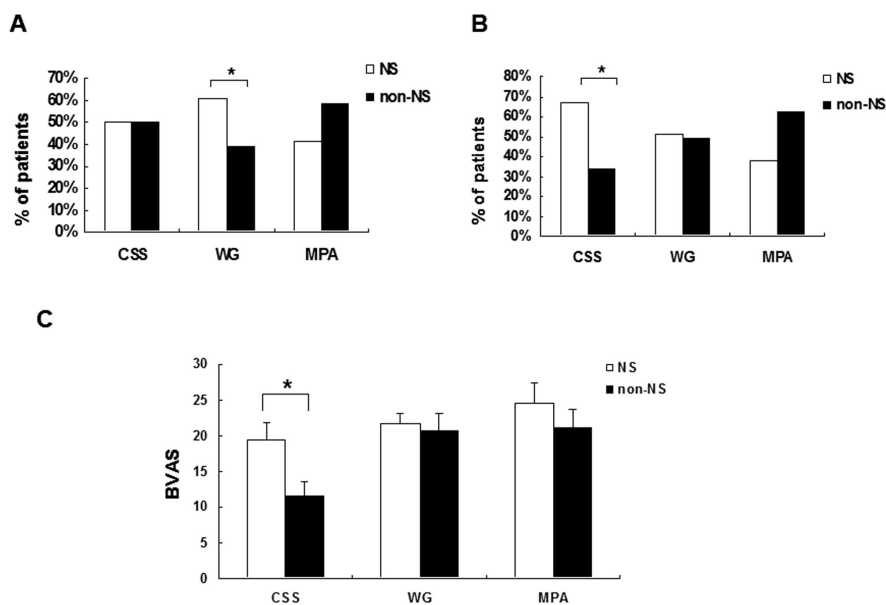 A
NS
non-NS
*
70%
60%
50%
40%
30%
20%
10%
0%
% of patients
CSS WG MPA
B
NS
non-NS
*
80%
70%
60%
50%
40%
30%
20%
10%
0%
% of patients
CSS WG MPA
C
NS
non-NS
*
30
25
20
15
10
5
0
BVAS
CSS WG MPA